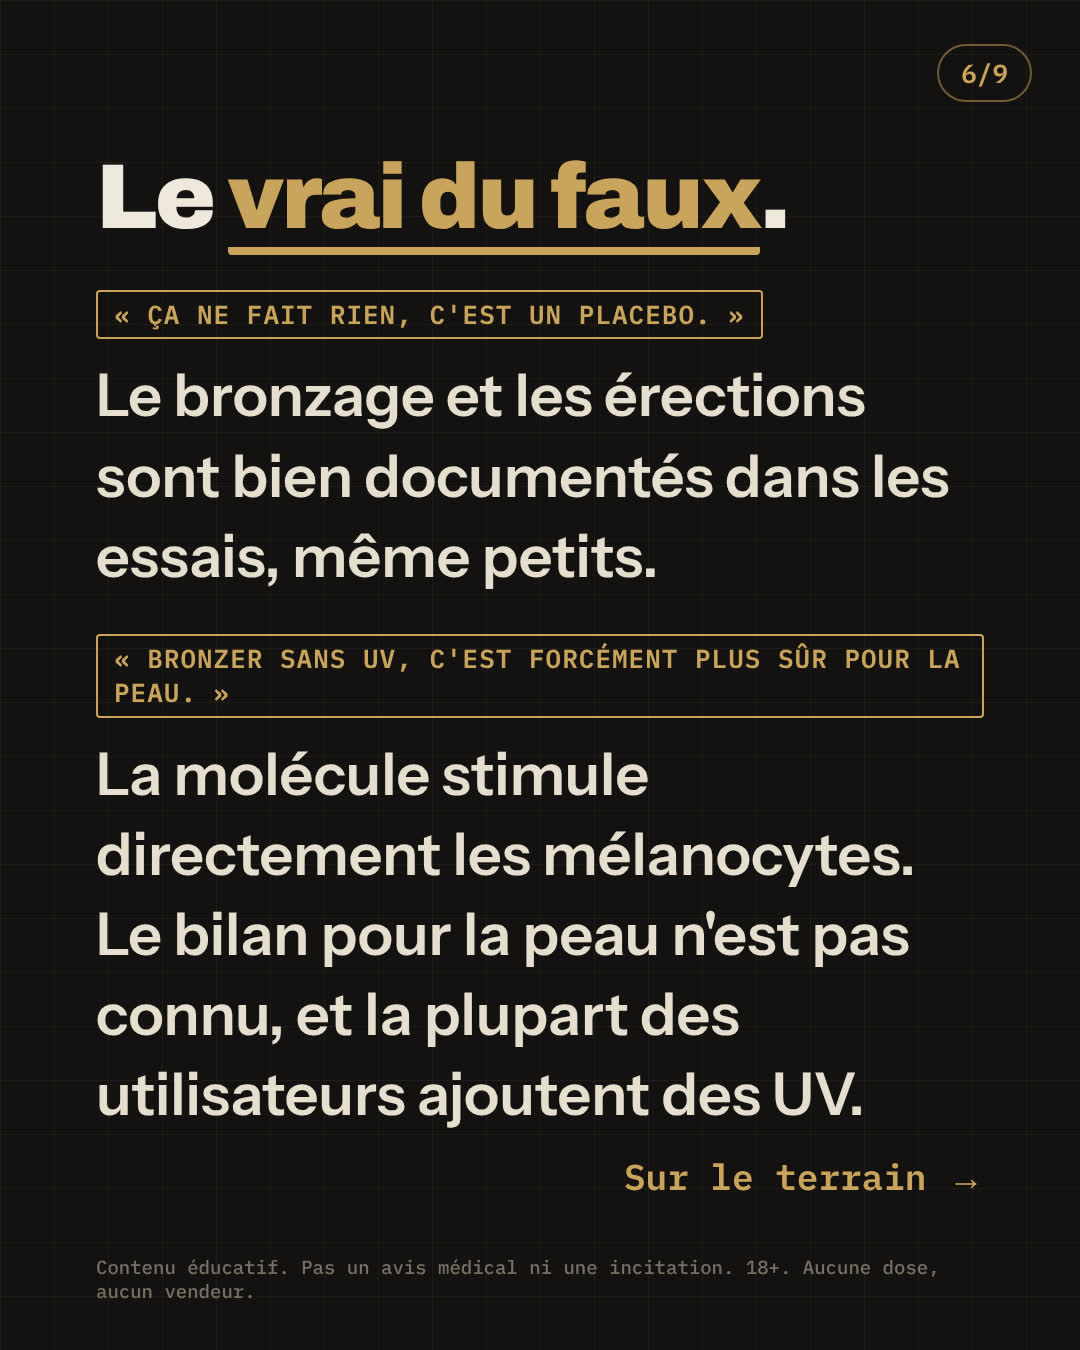 6/9
Le vrai du faux.
« ÇA NE FAIT RIEN, C'EST UN PLACEBO. »
Le bronzage et les érections
sont bien documentés dans les
essais, même petits.
« BRONZER SANS UV, C'EST FORCÉMENT PLUS SÛR POUR LA
PEAU. »
La molécule stimule
directement les mélanocytes.
Le bilan pour la peau n'est pas
connu, et la plupart des
utilisateurs ajoutent des UV.
Sur le terrain →
Contenu éducatif. Pas un avis médical ni une incitation. 18+. Aucune dose,
aucun vendeur.